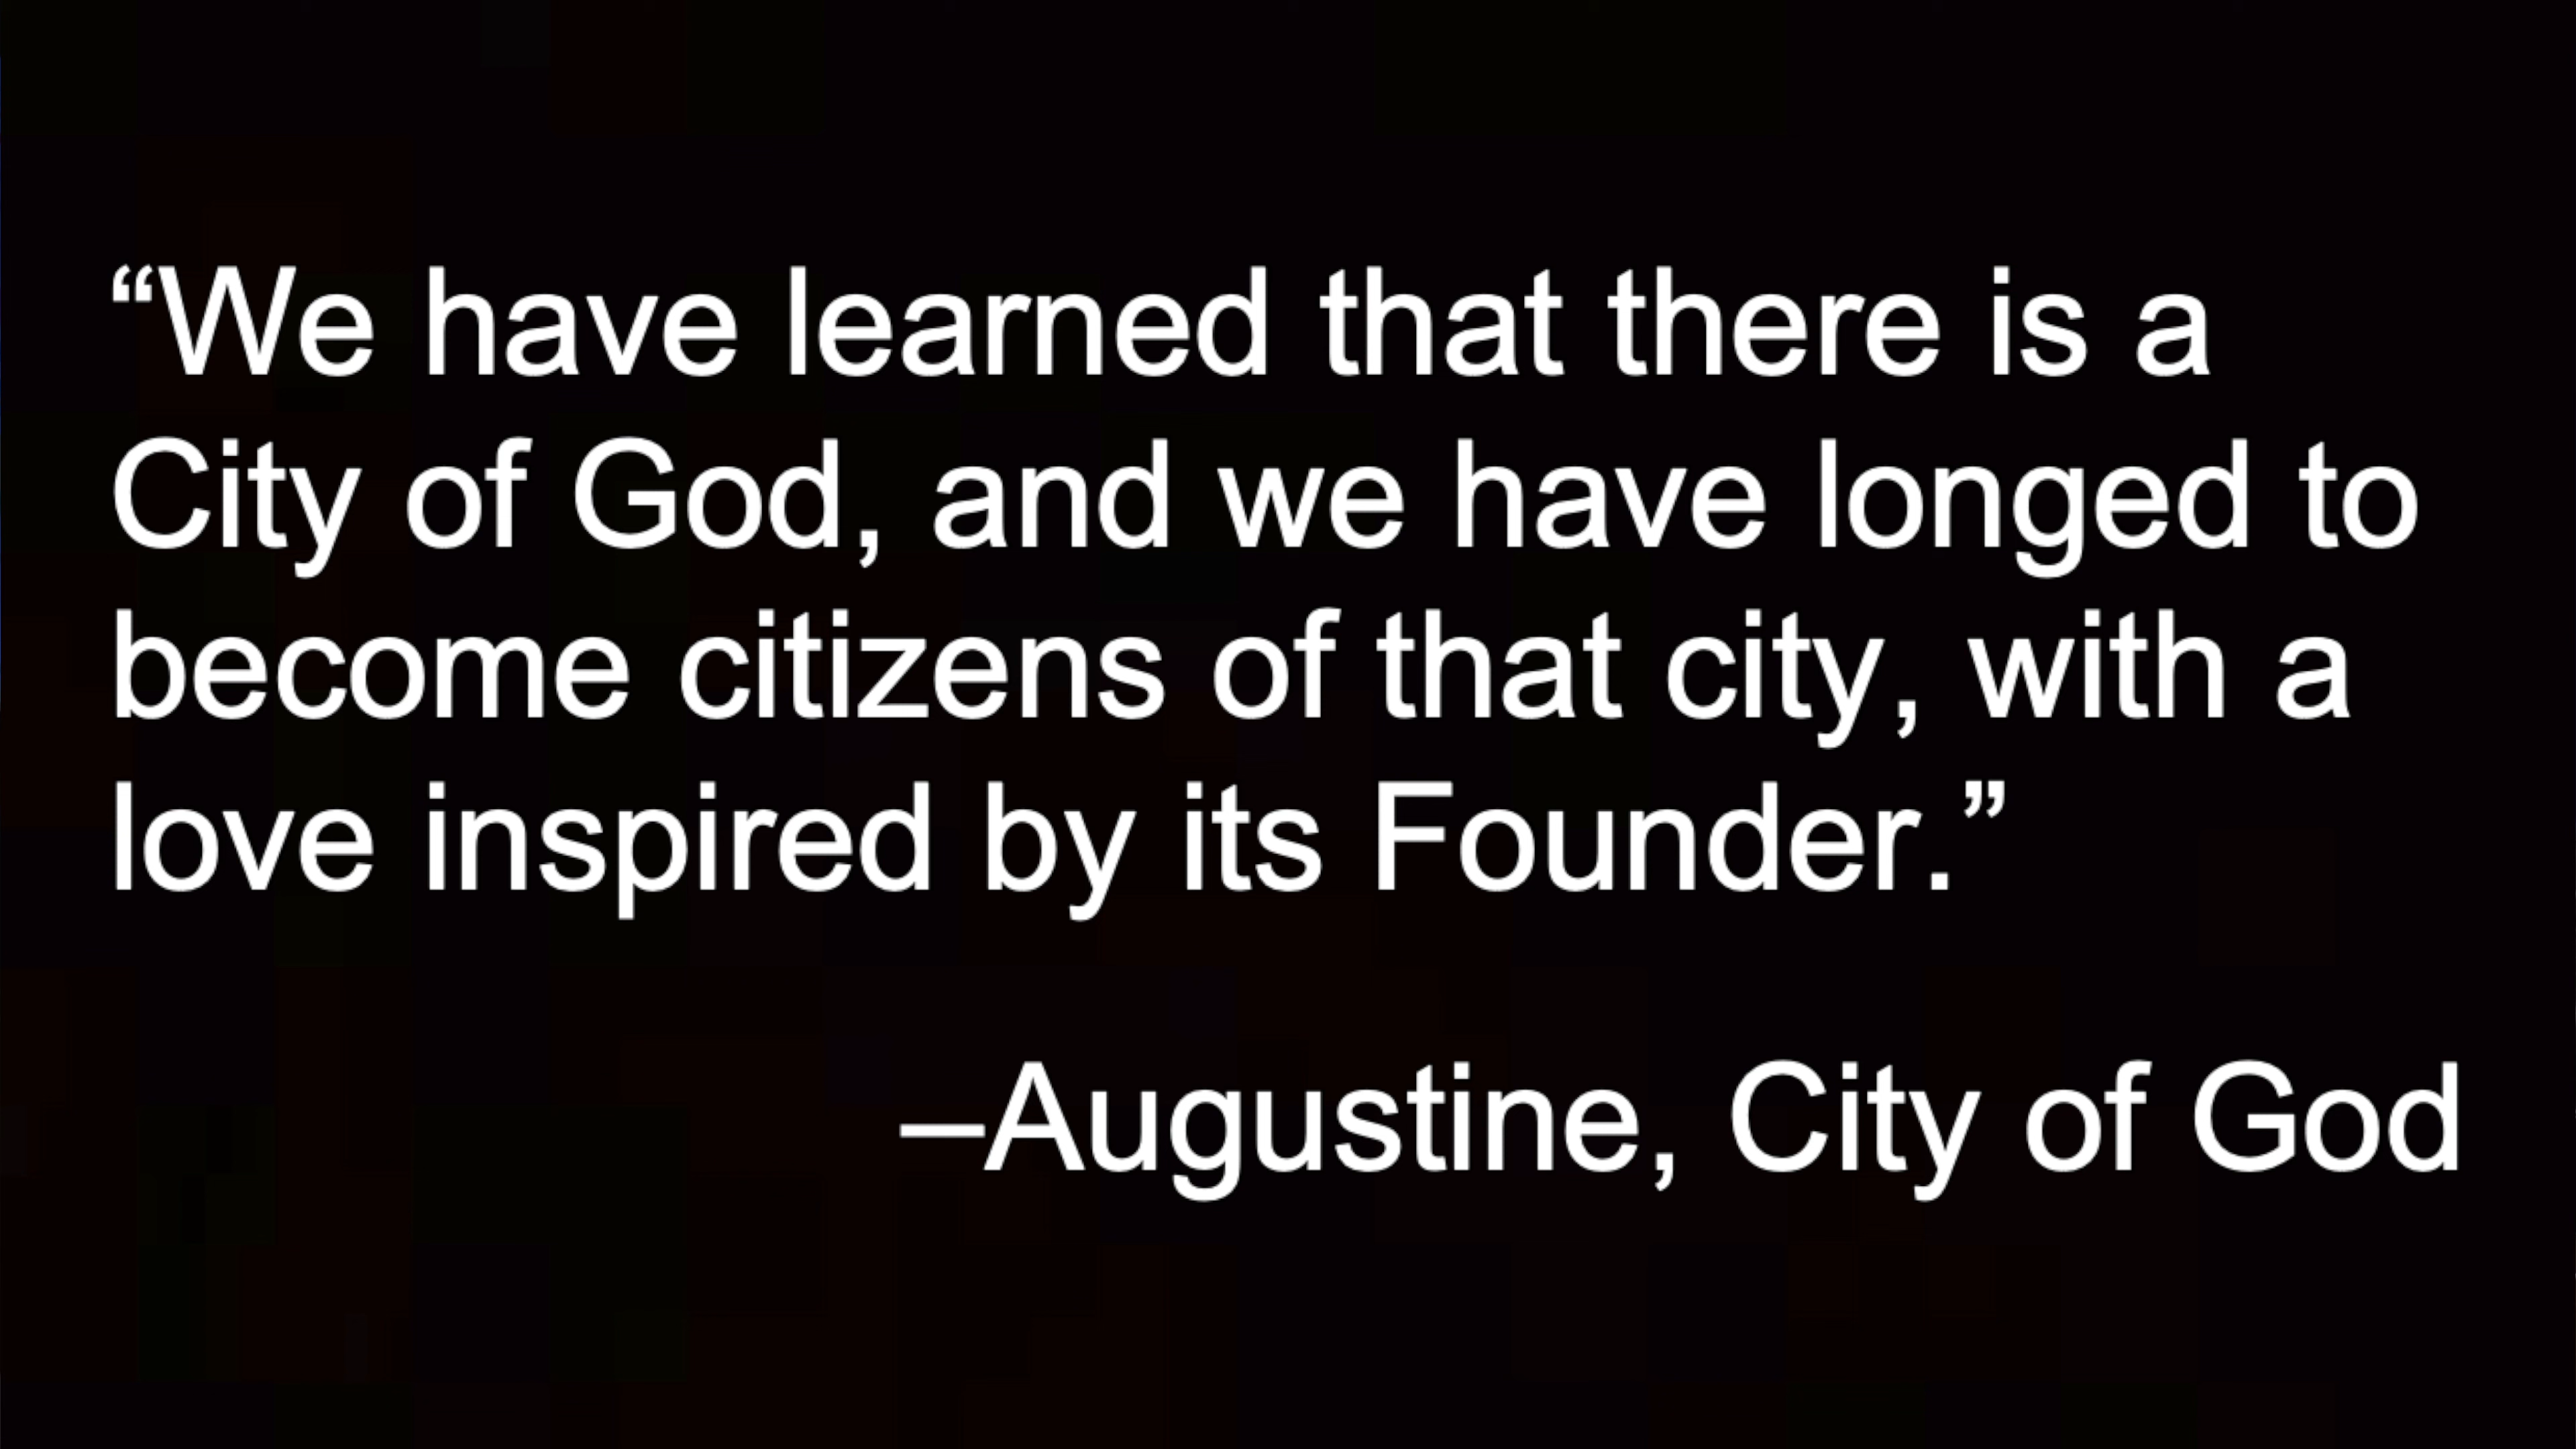 “We have learned that there is a
City of God, and we have longed to
become citizens of that city, with a
love inspired by its Founder.”
–Augustine, City of God